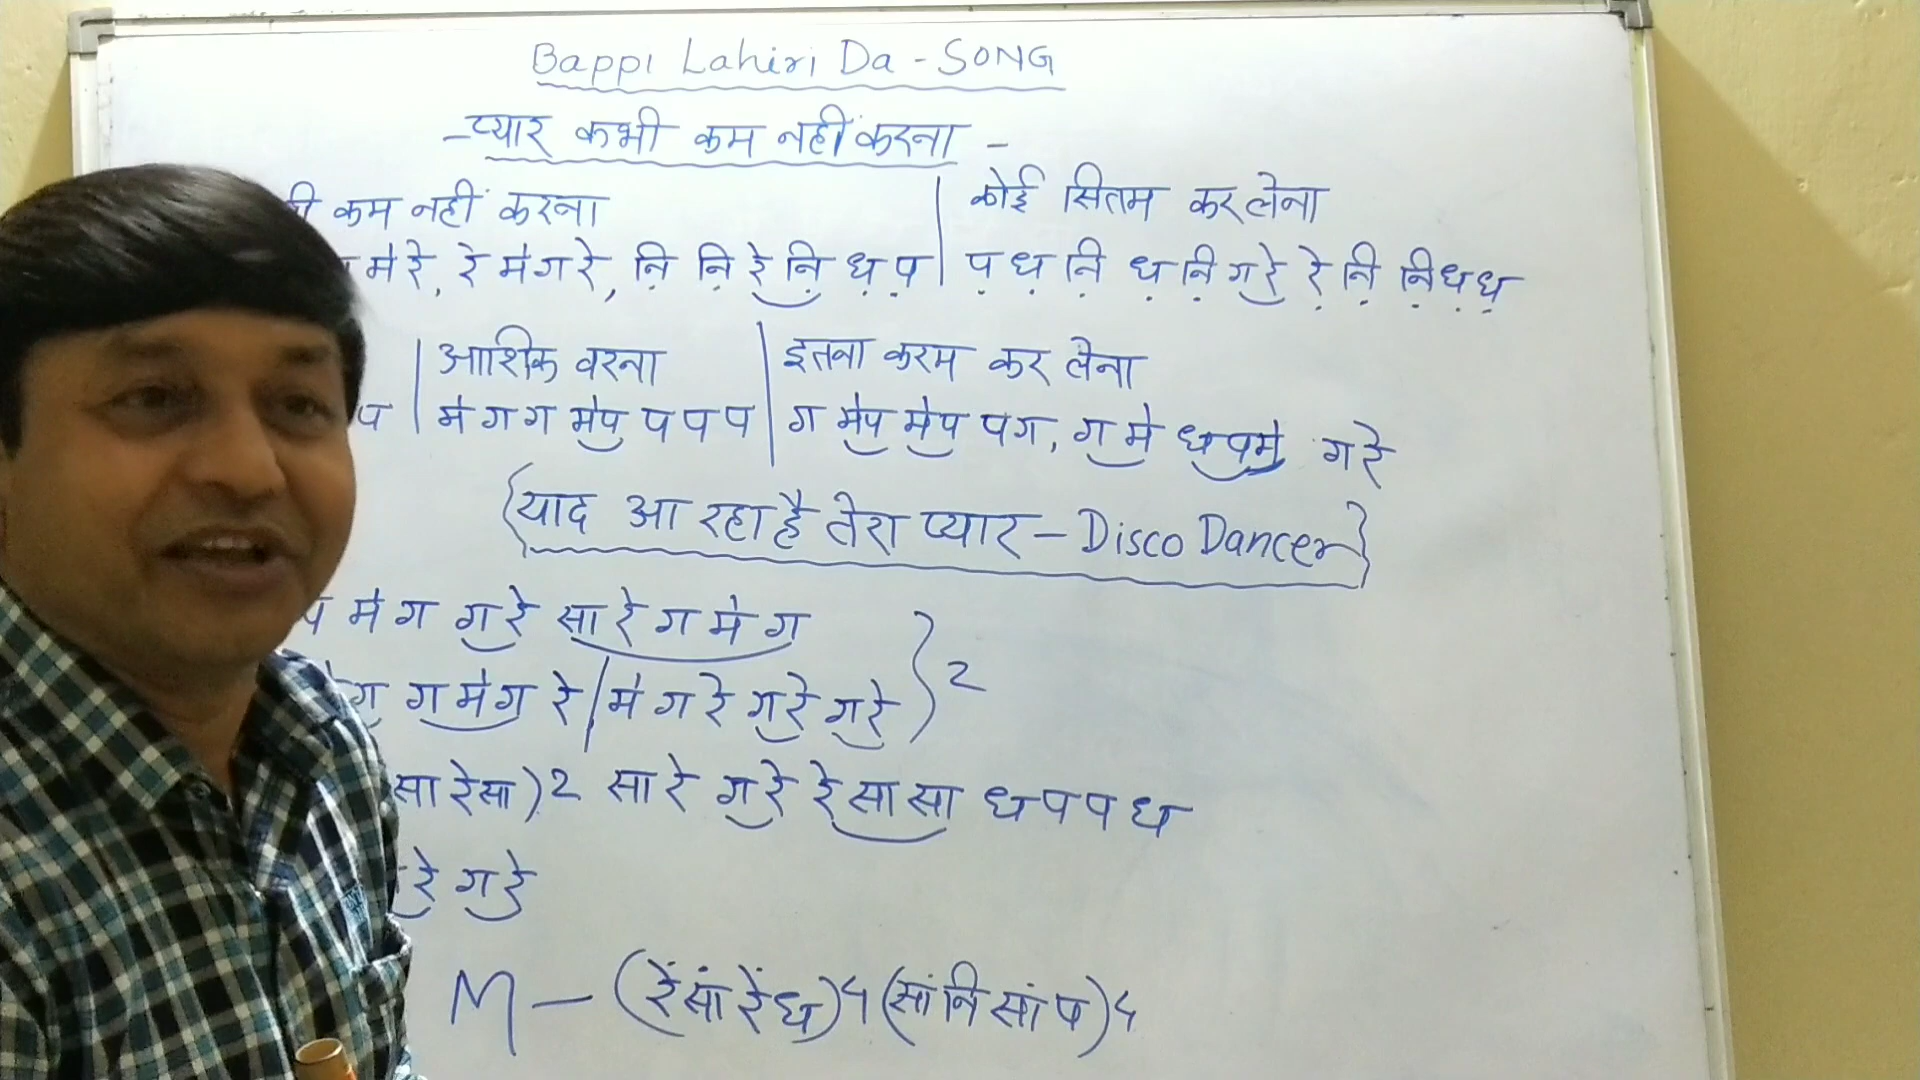 Bappi Lahiri Da - SONG
- प्यार कभी कम नहीं करना -
कम नहीं करना | कोई सितम कर लेना
मे॑ रे, रे मे॑ ग रे, नि़ नि़ रे नि़ ध़ प़ | प़ ध़ नि़ ध़ नि़ ग रे रे नि़ नि़ ध़ ध़
| आशिक वरना | इतना करम कर लेना
प | मे॑ ग ग मे॑प प प प | ग मे॑प मे॑प प ग, ग मे॑ ध पमे॑ ग रे
{याद आ रहा है तेरा प्यार - Disco Dancer}
प मे॑ ग ग रे सा रे ग मे॑ ग
ग ग मे॑ ग रे / मे॑ ग रे ग रे ग रे } 2
सा रे सा) 2 सा रे ग रे रे सा सा ध प प ध
रे ग रे
M - (रें सां रें ध) 4 (सां नि सां प) 4